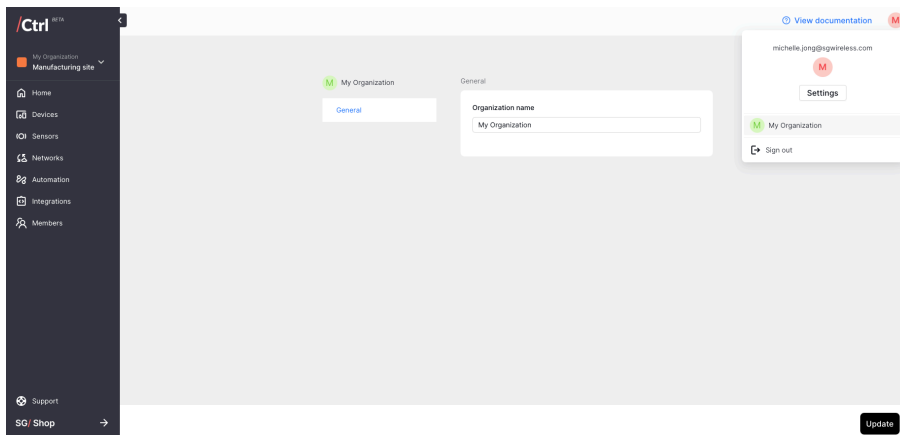 /Ctrl BETA
My Organization
Manufacturing site
Home
Devices
Sensors
Networks
Automation
Integrations
Members
Support
SG/ Shop
View documentation
M
michelle.jong@sgwireless.com
M
Settings
M My Organization
Sign out
M My Organization
General
General
Organization name
My Organization
Update